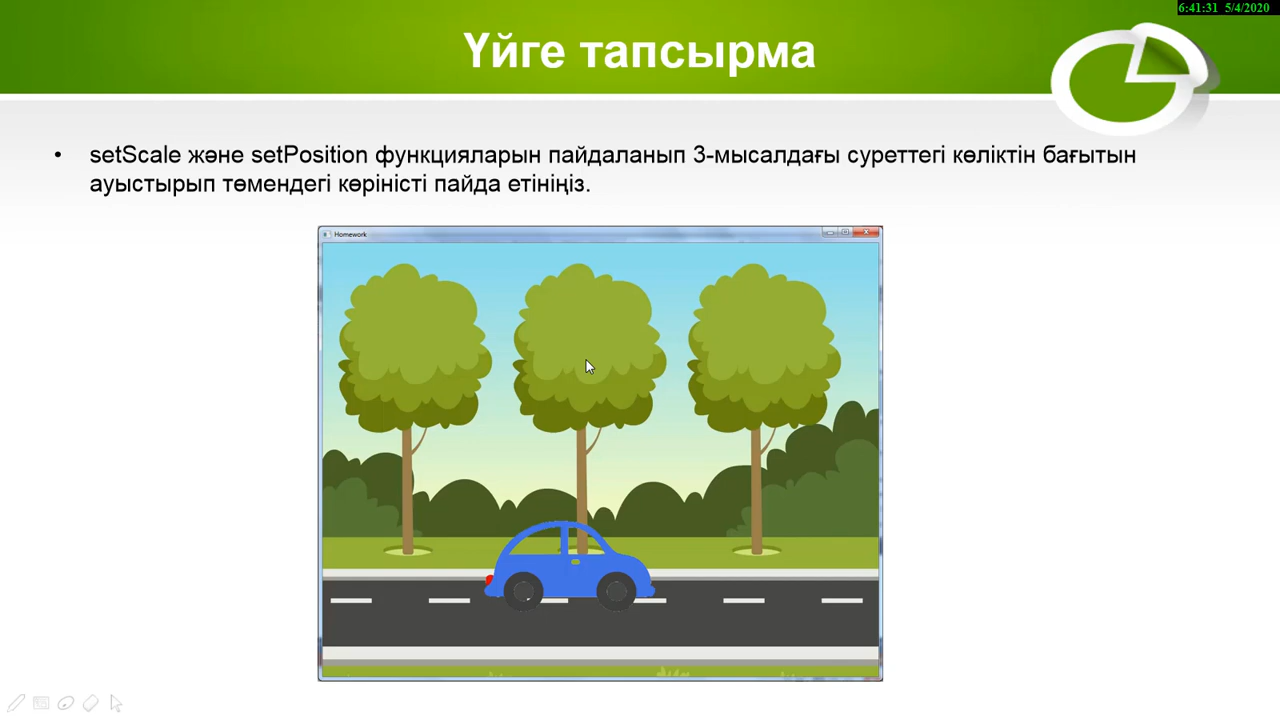 6:41:31 5/4/2020
Үйге тапсырма
• setScale және setPosition функцияларын пайдаланып 3-мысалдағы суреттегі көліктін бағытын
ауыстырып төмендегі көріністі пайда етініңіз.
Homework